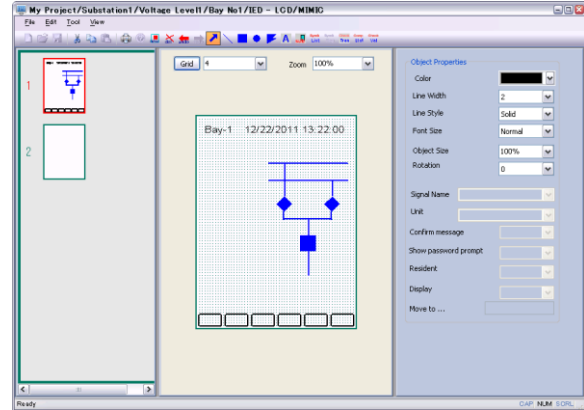 My Project/Substation1/Voltage Level1/Bay No1/IED - LCD/MIMIC
File Edit Tool View
1
2
Grid 4 Zoom 100%
Bay-1 12/22/2011 13:22:00
Object Properties
Color
Line Width 2
Line Style Solid
Font Size Normal
Object Size 100%
Rotation 0
Signal Name
Unit
Confirm message
Show password prompt
Resident
Display
Move to ...
Ready
CAP NUM SCRL